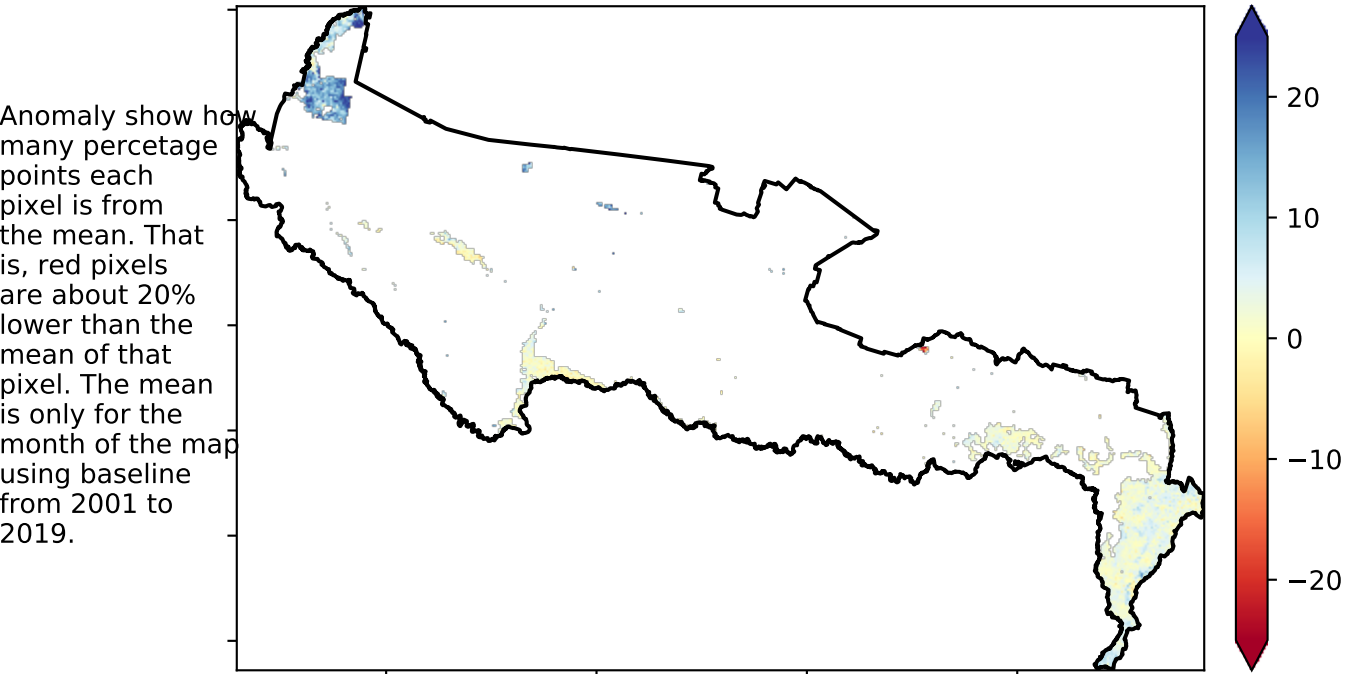 Anomaly show how
many percetage
points each
pixel is from
the mean. That
is, red pixels
are about 20%
lower than the
mean of that
pixel. The mean
is only for the
month of the map
using baseline
from 2001 to
2019.
20
10
0
−10
−20